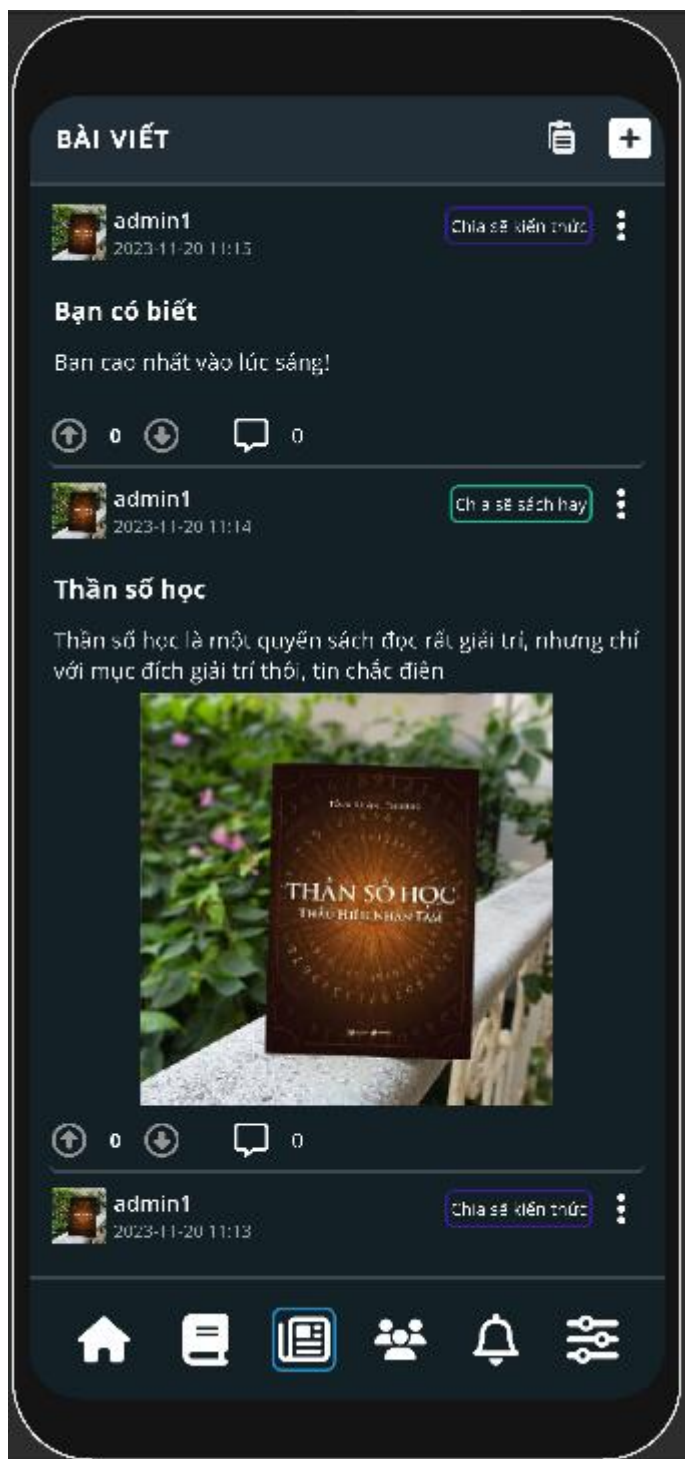 BÀI VIẾT
admin1
Chia sẽ kiến thức
2023-11-20 11:15
Bạn có biết
Bạn cao nhất vào lúc sáng!
0
0
admin1
Chia sẽ sách hay
2023-11-20 11:14
Thần số học
Thần số học là một quyển sách đọc rất giải trí, nhưng chỉ
với mục đích giải trí thôi, tin chắc điên
THẦN SỐ HỌC
THẤU HIỂU NHÂN TÂM
0
0
admin1
Chia sẽ kiến thức
2023-11-20 11:13